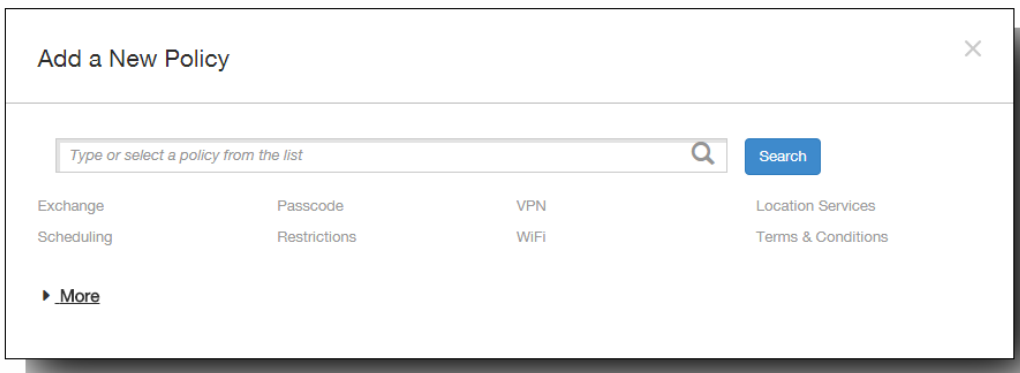 Add a New Policy
Type or select a policy from the list
Search
Exchange Passcode VPN Location Services
Scheduling Restrictions WiFi Terms & Conditions
More